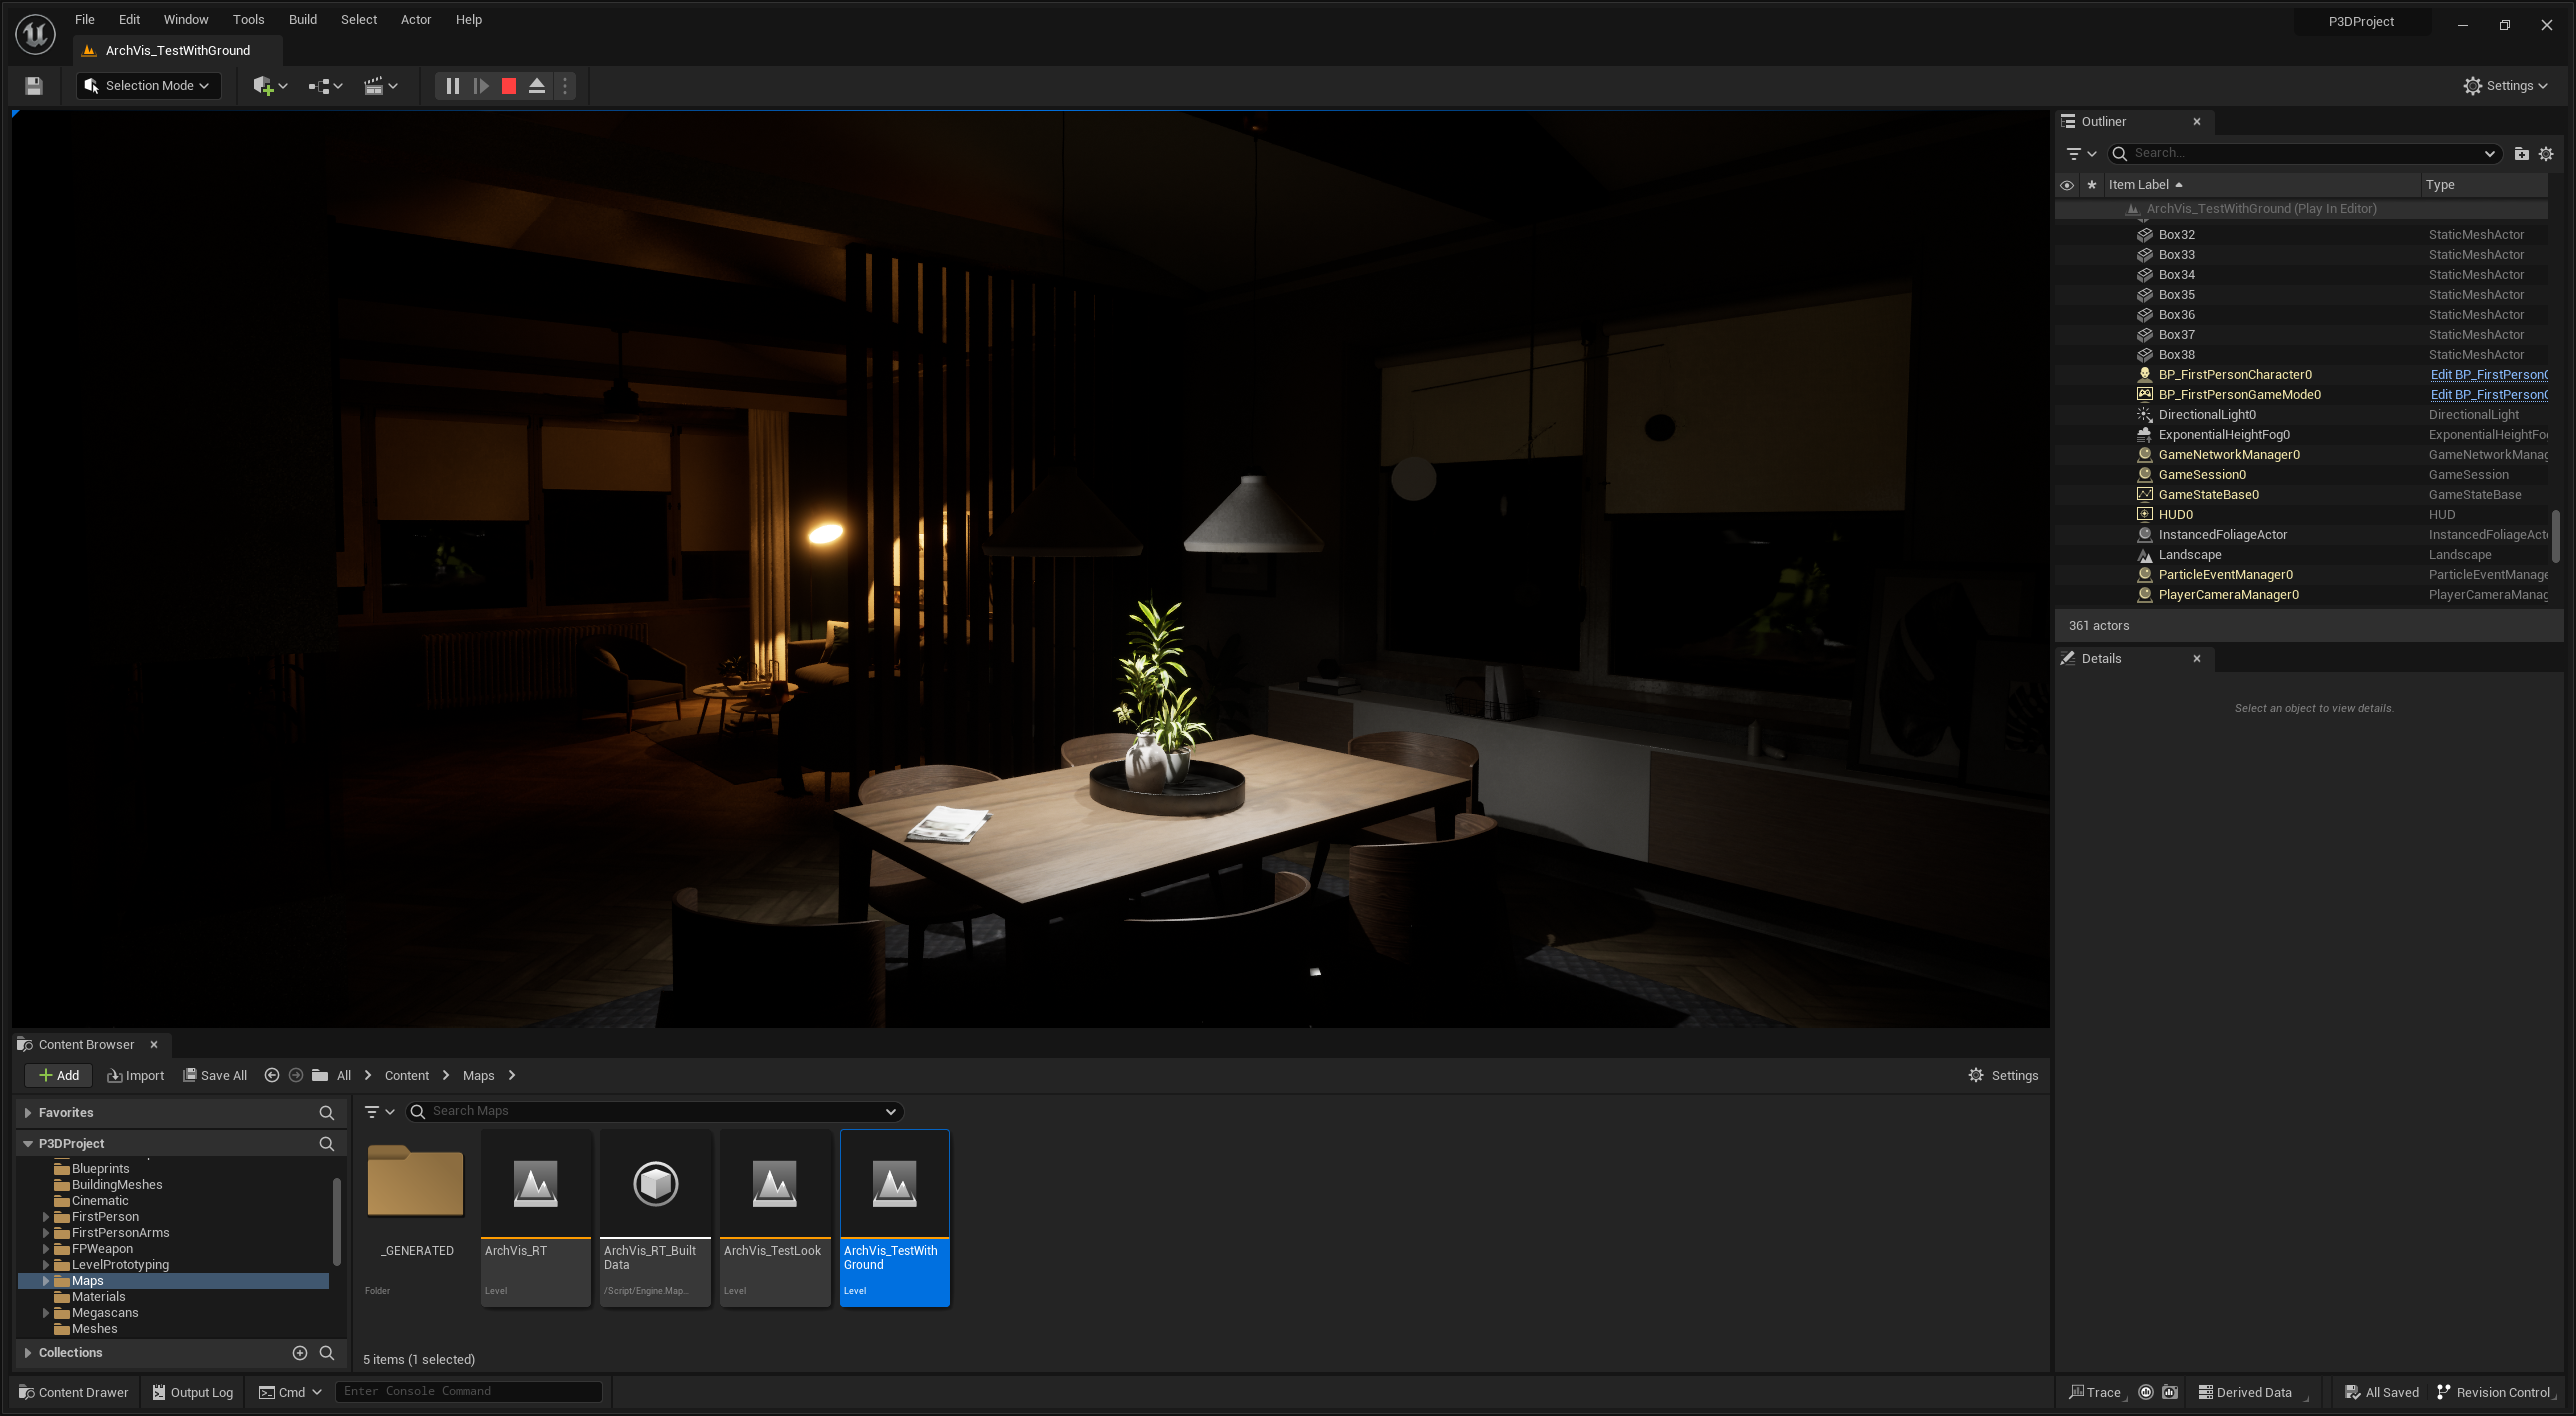 File Edit Window Tools Build Select Actor Help
P3DProject
ArchVis_TestWithGround
Selection Mode
Settings
Outliner
Search...
Item Label Type
ArchVis_TestWithGround (Play In Editor)
Box32 StaticMeshActor
Box33 StaticMeshActor
Box34 StaticMeshActor
Box35 StaticMeshActor
Box36 StaticMeshActor
Box37 StaticMeshActor
Box38 StaticMeshActor
BP_FirstPersonCharacter0 Edit BP_FirstPersonC
BP_FirstPersonGameMode0 Edit BP_FirstPersonC
DirectionalLight0 DirectionalLight
ExponentialHeightFog0 ExponentialHeightFo
GameNetworkManager0 GameNetworkManag
GameSession0 GameSession
GameStateBase0 GameStateBase
HUD0 HUD
InstancedFoliageActor InstancedFoliageActo
Landscape Landscape
ParticleEventManager0 ParticleEventManage
PlayerCameraManager0 PlayerCameraManag
361 actors
Details
Select an object to view details.
Content Browser
Add Import Save All All Content Maps Settings
Favorites
P3DProject
Blueprints
BuildingMeshes
Cinematic
FirstPerson
FirstPersonArms
FPWeapon
LevelPrototyping
Maps
Materials
Megascans
Meshes
Collections
Search Maps
_GENERATED
Folder
ArchVis_RT
Level
ArchVis_RT_Built
Data
/Script/Engine.Map...
ArchVis_TestLook
Level
ArchVis_TestWith
Ground
Level
5 items (1 selected)
Content Drawer Output Log Cmd Enter Console Command Trace Derived Data All Saved Revision Control